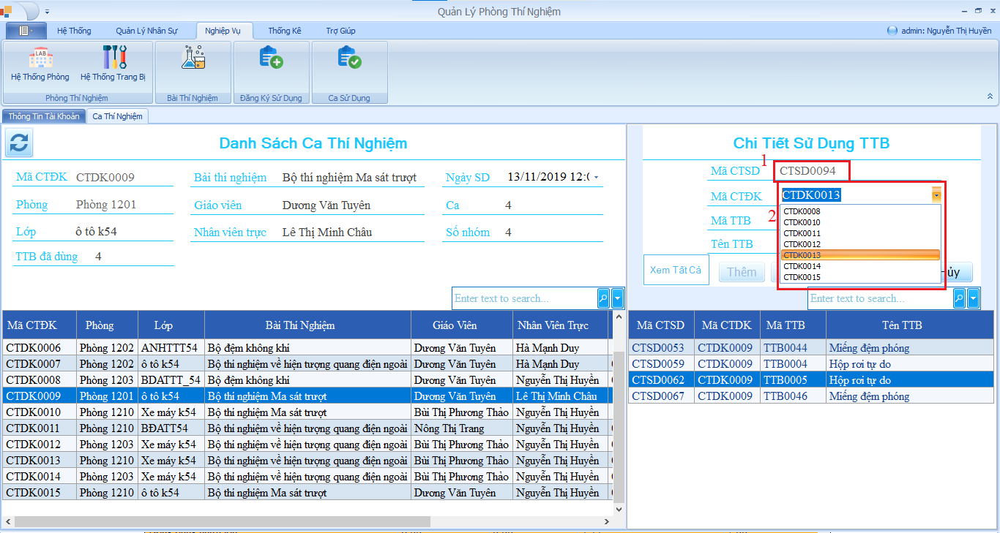 Quản Lý Phòng Thí Nghiệm
Hệ Thống Quản Lý Nhân Sự Nghiệp Vụ Thống Kê Trợ Giúp admin: Nguyễn Thị Huyền
LAB
Hệ Thống Phòng Hệ Thống Trang Bị
Phòng Thí Nghiệm Bài Thí Nghiệm Đăng Ký Sử Dụng Ca Sử Dụng
Thông Tin Tài Khoản Ca Thí Nghiệm
Danh Sách Ca Thí Nghiệm
Mã CTĐK CTDK0009 Bài thí nghiệm Bộ thí nghiệm Ma sát trượt Ngày SD 13/11/2019 12:0
Phòng Phòng 1201 Giáo viên Dương Văn Tuyên Ca 4
Lớp ô tô k54 Nhân viên trực Lê Thị Minh Châu Số nhóm 4
TTB đã dùng 4
Enter text to search...
Mã CTĐK Phòng Lớp Bài Thí Nghiệm Giáo Viên Nhân Viên Trực
CTDK0006 Phòng 1202 ANHTTT54 Bộ đệm không khí Dương Văn Tuyên Hà Mạnh Duy
CTDK0007 Phòng 1202 ô tô k54 Bộ thí nghiệm về hiện tượng quang điện ngoài Dương Văn Tuyên Hà Mạnh Duy
CTDK0008 Phòng 1203 BDATTT_54 Bộ đệm không khí Dương Văn Tuyên Nguyễn Thị Huyền
CTDK0009 Phòng 1201 ô tô k54 Bộ thí nghiệm Ma sát trượt Dương Văn Tuyên Lê Thị Minh Châu
CTDK0010 Phòng 1210 Xe máy k54 Bộ thí nghiệm Ma sát trượt Bùi Thị Phương Thảo Nguyễn Thị Huyền
CTDK0011 Phòng 1210 BĐATT54 Bộ thí nghiệm về hiện tượng quang điện ngoài Nông Thị Trang Nguyễn Thị Huyền
CTDK0012 Phòng 1203 Xe máy k54 Bộ thí nghiệm về hiện tượng quang điện ngoài Bùi Thị Phương Thảo Nguyễn Thị Huyền
CTDK0013 Phòng 1210 Xe máy k54 Bộ thí nghiệm về hiện tượng quang điện ngoài Bùi Thị Phương Thảo Nguyễn Thị Huyền
CTDK0014 Phòng 1203 Xe máy k54 Bộ thí nghiệm về hiện tượng quang điện ngoài Bùi Thị Phương Thảo Nguyễn Thị Huyền
CTDK0015 Phòng 1210 ô tô k54 Bộ thí nghiệm Ma sát trượt Dương Văn Tuyên Nguyễn Thị Huyền
Chi Tiết Sử Dụng TTB
1
Mã CTSD CTSD0094
Mã CTĐK CTDK0013
2
Mã TTB
Tên TTB
CTDK0008
CTDK0010
CTDK0011
CTDK0012
CTDK0013
CTDK0014
CTDK0015
Xem Tất Cả Thêm ủy
Enter text to search...
Mã CTSD Mã CTDK Mã TTB Tên TTB
CTSD0053 CTDK0009 TTB0044 Miếng đệm phóng
CTSD0059 CTDK0009 TTB0004 Hộp rơi tự do
CTSD0062 CTDK0009 TTB0005 Hộp rơi tự do
CTSD0067 CTDK0009 TTB0046 Miếng đệm phóng